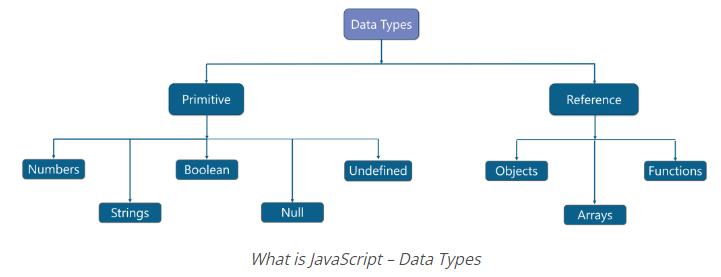 Data Types
Primitive
Reference
Numbers
Boolean
Undefined
Objects
Functions
Strings
Null
Arrays
What is JavaScript – Data Types